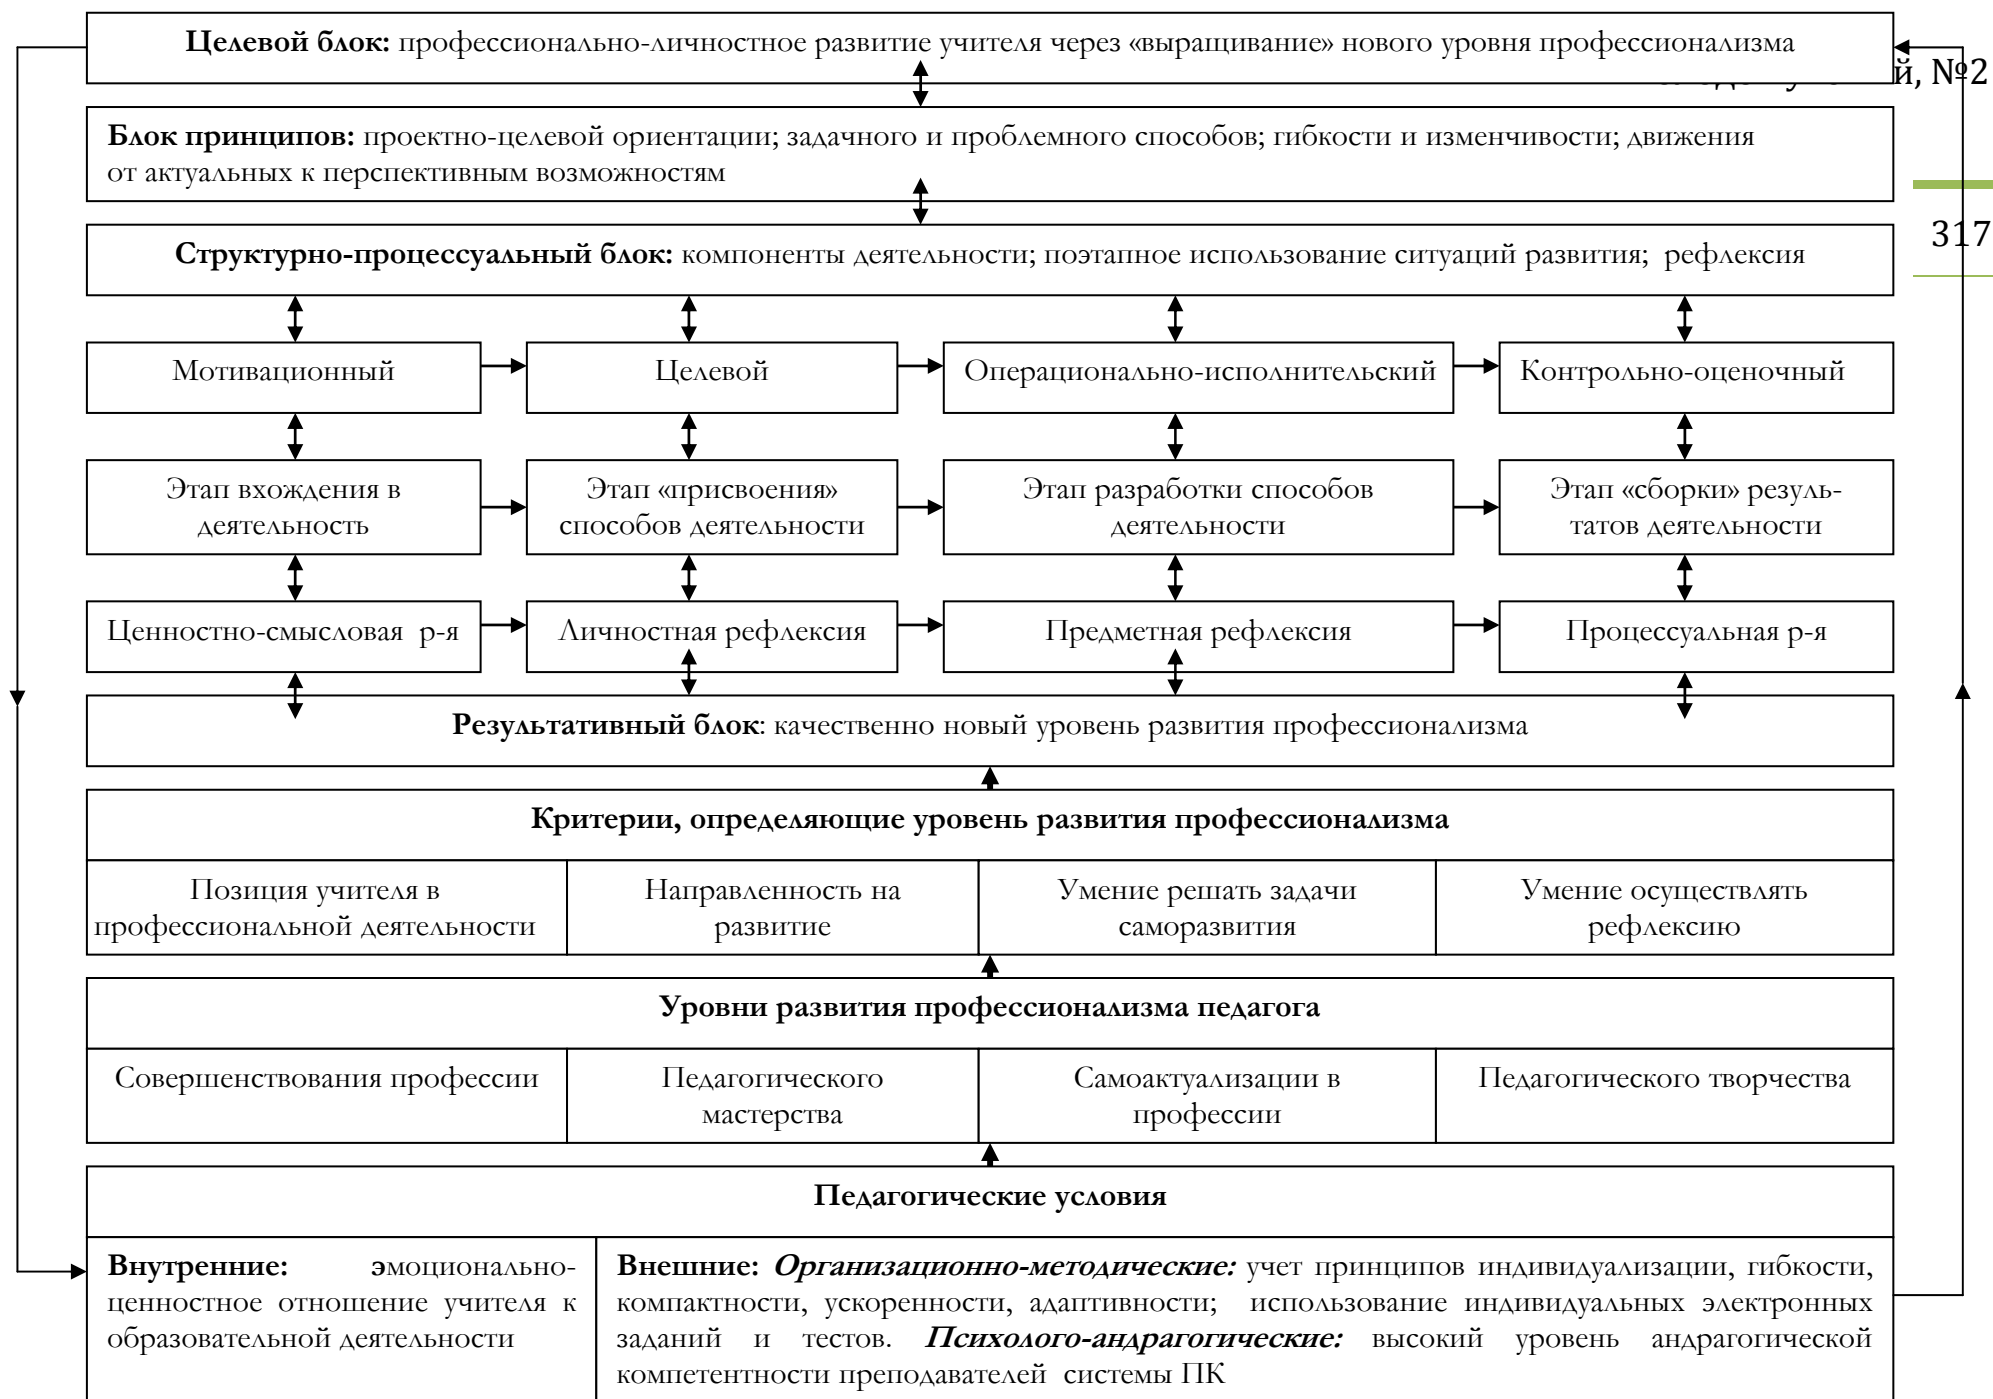 Целевой блок: профессионально-личностное развитие учителя через «выращивание» нового уровня профессионализма
й, №2
Блок принципов: проектно-целевой ориентации; задачного и проблемного способов; гибкости и изменчивости; движения
от актуальных к перспективным возможностям
317
Структурно-процессуальный блок: компоненты деятельности; поэтапное использование ситуаций развития; рефлексия
Мотивационный
Целевой
Операционально-исполнительский
Контрольно-оценочный
Этап вхождения в
деятельность
Этап «присвоения»
способов деятельности
Этап разработки способов
деятельности
Этап «сборки» резуль-
татов деятельности
Ценностно-смысловая р-я
Личностная рефлексия
Предметная рефлексия
Процессуальная р-я
Результативный блок: качественно новый уровень развития профессионализма
Критерии, определяющие уровень развития профессионализма
Позиция учителя в
профессиональной деятельности
Направленность на
развитие
Умение решать задачи
саморазвития
Умение осуществлять
рефлексию
Уровни развития профессионализма педагога
Совершенствования профессии
Педагогического
мастерства
Самоактуализации в
профессии
Педагогического творчества
Педагогические условия
Внутренние: эмоционально-
ценностное отношение учителя к
образовательной деятельности
Внешние: Организационно-методические: учет принципов индивидуализации, гибкости,
компактности, ускоренности, адаптивности; использование индивидуальных электронных
заданий и тестов. Психолого-андрагогические: высокий уровень андрагогической
компетентности преподавателей системы ПК